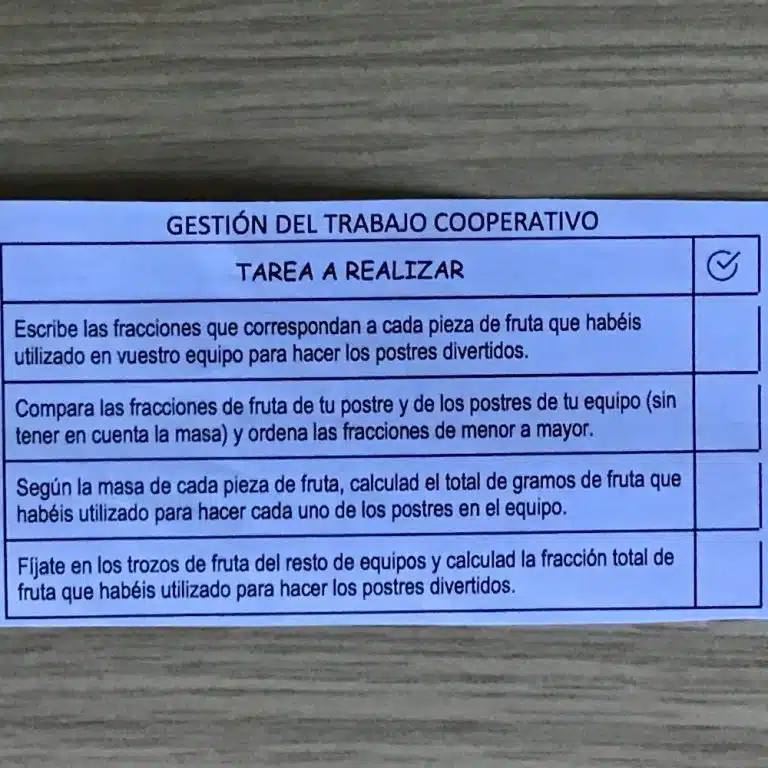 GESTIÓN DEL TRABAJO COOPERATIVO
TAREA A REALIZAR
Escribe las fracciones que correspondan a cada pieza de fruta que habéis
utilizado en vuestro equipo para hacer los postres divertidos.
Compara las fracciones de fruta de tu postre y de los postres de tu equipo (sin
tener en cuenta la masa) y ordena las fracciones de menor a mayor.
Según la masa de cada pieza de fruta, calculad el total de gramos de fruta que
habéis utilizado para hacer cada uno de los postres en el equipo.
Fíjate en los trozos de fruta del resto de equipos y calculad la fracción total de
fruta que habéis utilizado para hacer los postres divertidos.